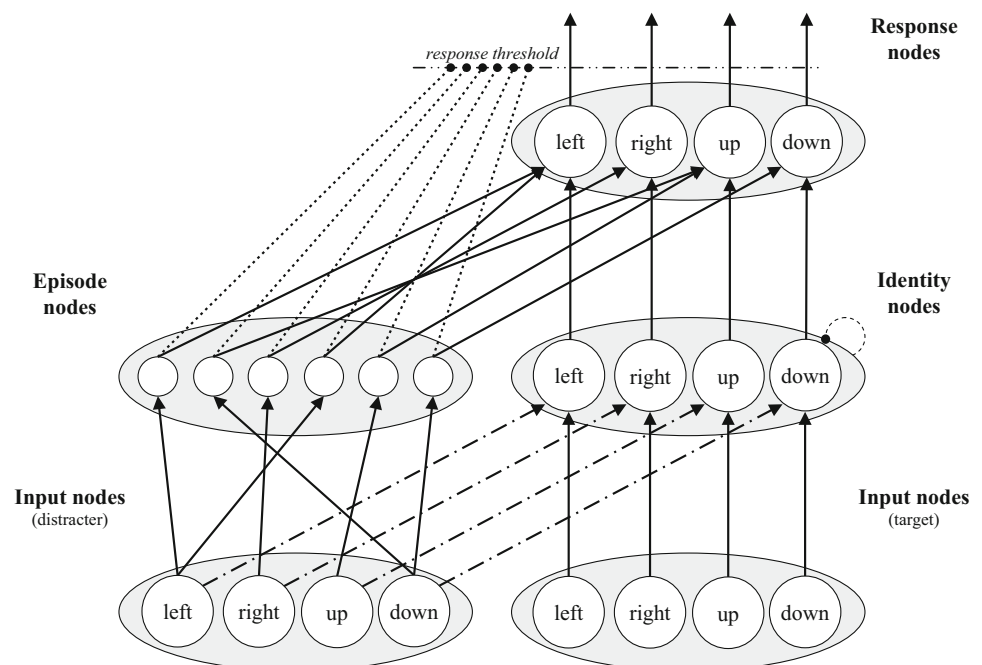 Response
nodes
response threshold
left right up down
Episode
nodes
Identity
nodes
left right up down
Input nodes
(distracter)
Input nodes
(target)
left right up down
left right up down